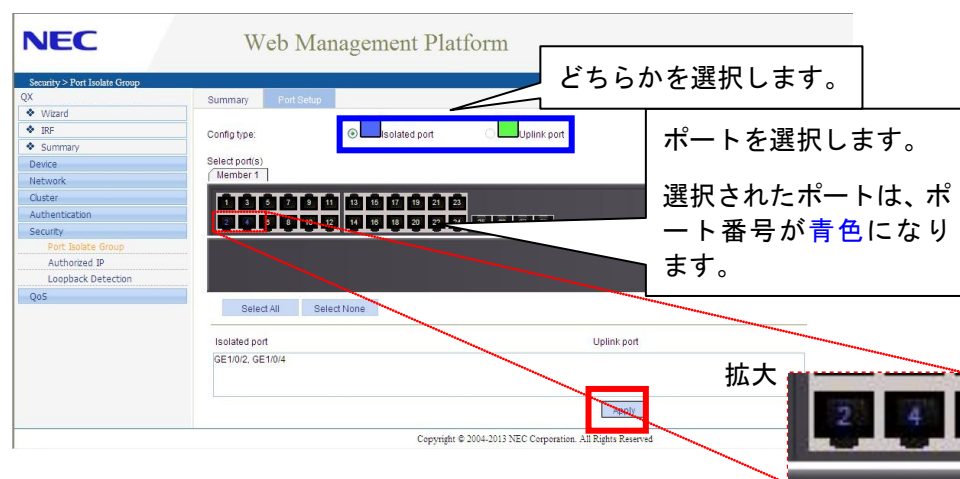 NEC
Web Management Platform
どちらかを選択します。
Security > Port Isolate Group
QX
Wizard
IRF
Summary
Device
Network
Cluster
Authentication
Security
Port Isolate Group
Authorized IP
Loopback Detection
QoS
Summary Port Setup
Config type: Isolated port Uplink port
ポートを選択します。
選択されたポートは、ポ
ート番号が青色になり
ます。
Select port(s)
Member 1
1 3 5 7 9 11 13 15 17 19 21 23
2 4 6 8 10 12 14 16 18 20 22 24
Select All Select None
Isolated port Uplink port
GE1/0/2, GE1/0/4
拡大
2 4
Apply
Copyright © 2004-2013 NEC Corporation. All Rights Reserved